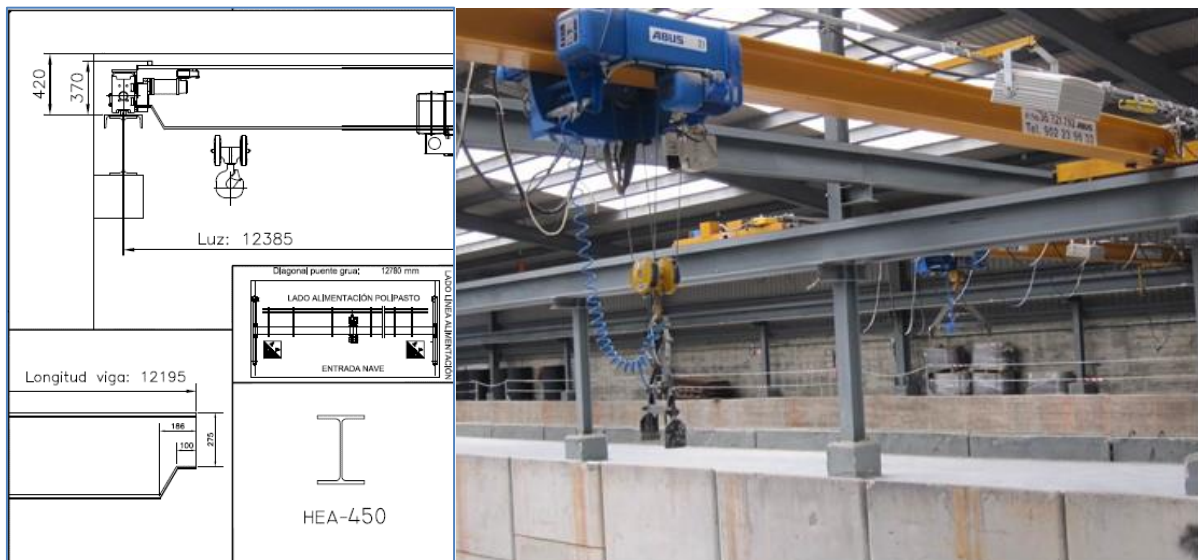 420
370
Luz: 12385
Diagonal puente grua: 12780 mm
LADO ALIMENTACIÓN POLIPASTO
LADO LÍNEA ALIMENTACIÓN
ENTRADA NAVE
Longitud viga: 12195
186
100
275
HEA-450
ABUS